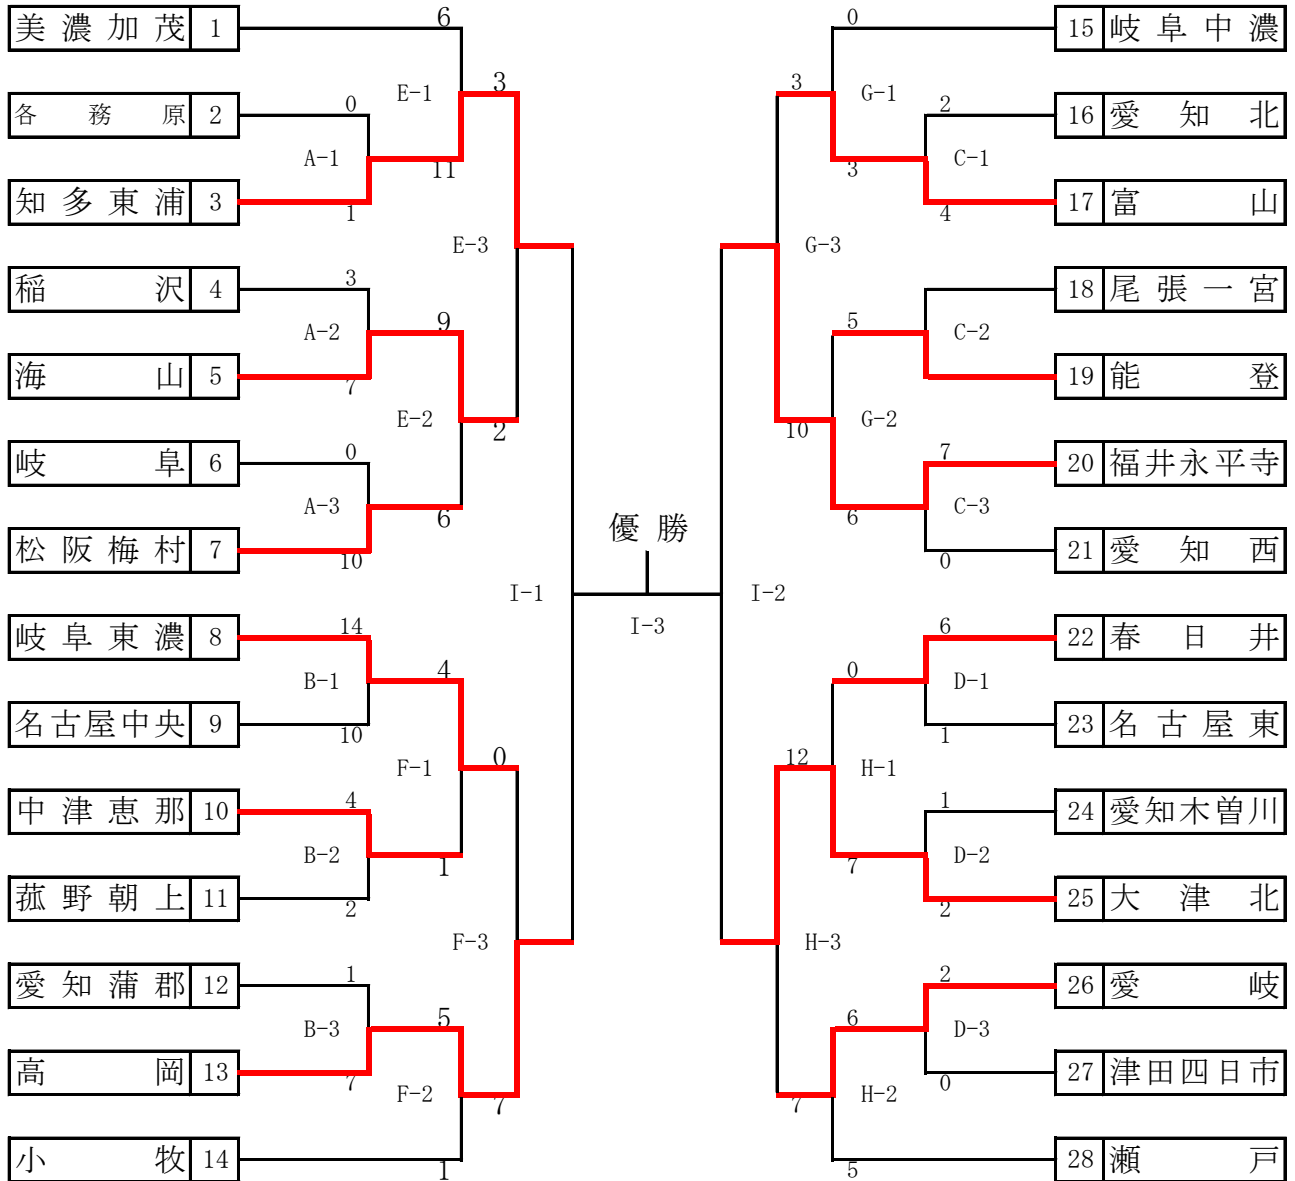 美濃加茂 1 6 0 15 岐阜中濃
E-1 3 3 G-1
各務原 2 0 2 16 愛知北
A-1 11 3 C-1
知多東浦 3 1 4 17 富山
E-3 G-3
稲沢 4 3 18 尾張一宮
A-2 9 5 C-2
海山 5 7 19 能登
E-2 2 10 G-2
岐阜 6 0 7 20 福井永平寺
A-3 6 6 C-3
松阪梅村 7 10 0 21 愛知西
優勝
I-1 I-3 I-2
岐阜東濃 8 14 6 22 春日井
B-1 4 0 D-1
名古屋中央 9 10 1 23 名古屋東
F-1 0 12 H-1
中津恵那 10 4 1 24 愛知木曽川
B-2 1 7 D-2
菰野朝上 11 2 2 25 大津北
F-3 H-3
愛知蒲郡 12 1 2 26 愛岐
B-3 5 6 D-3
高岡 13 7 0 27 津田四日市
F-2 7 7 H-2
小牧 14 1 5 28 瀬戸